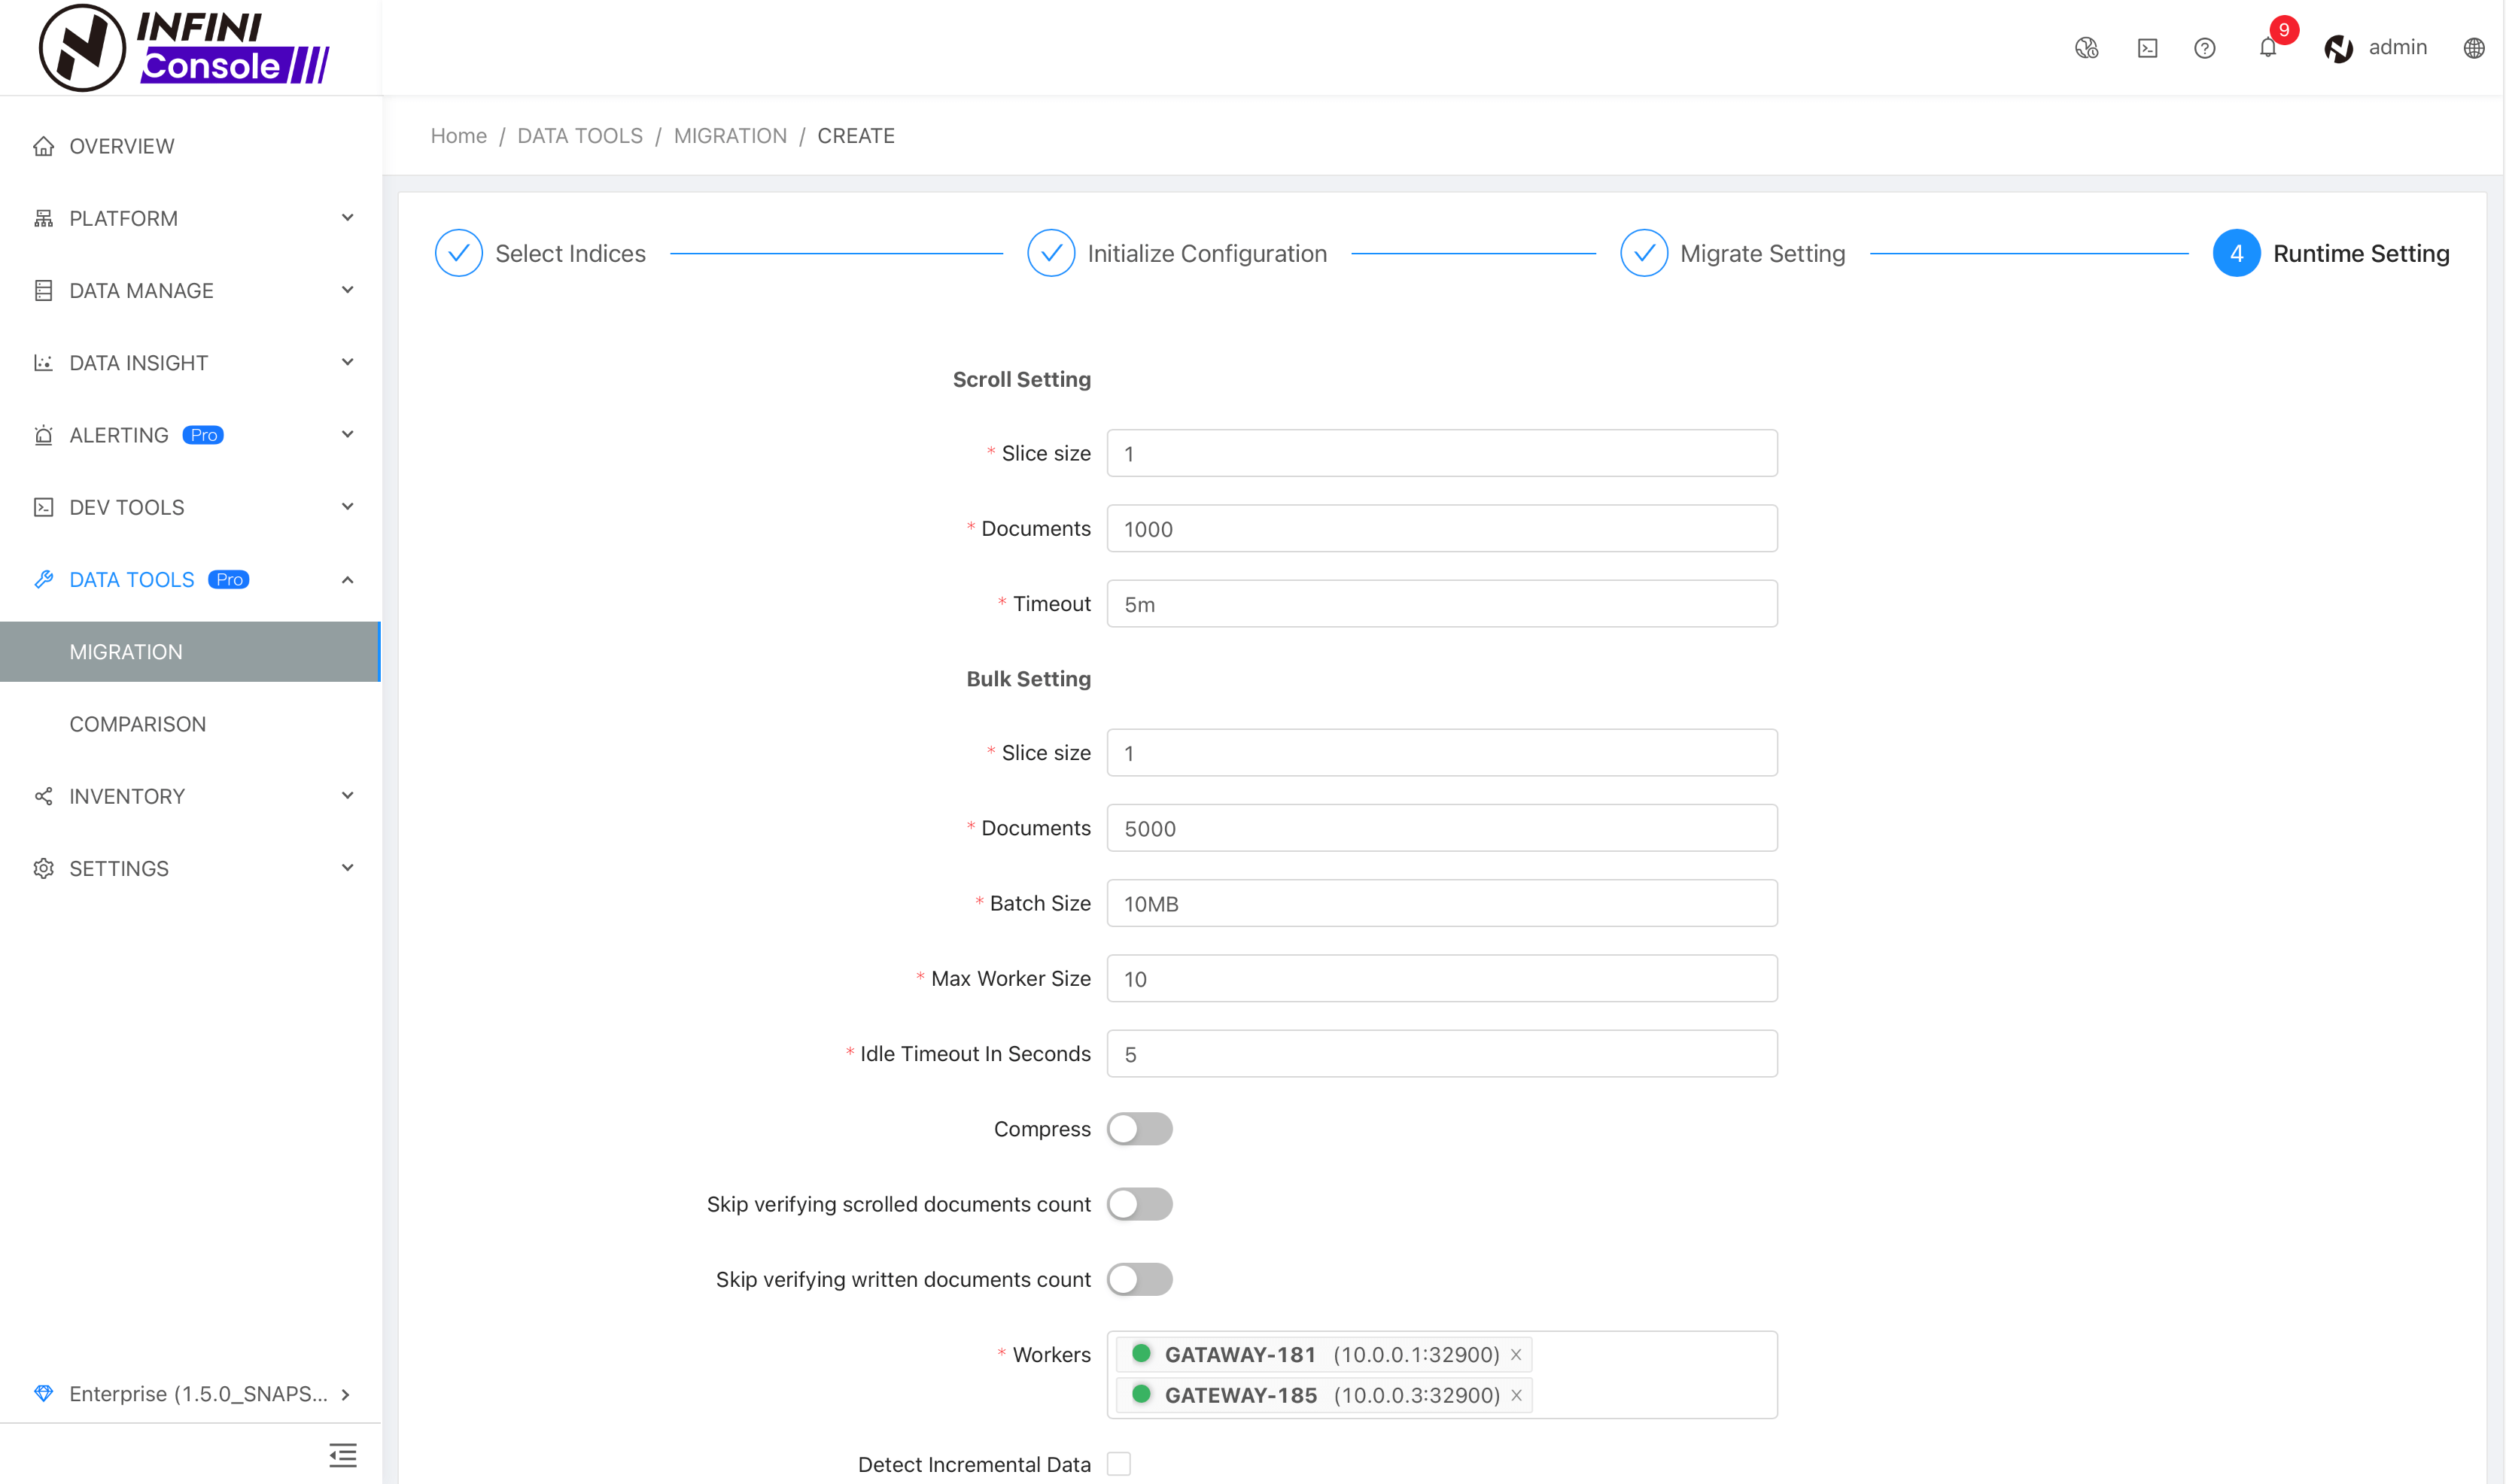 INFINI
Console
9
admin
OVERVIEW
PLATFORM
DATA MANAGE
DATA INSIGHT
ALERTING Pro
DEV TOOLS
DATA TOOLS Pro
MIGRATION
COMPARISON
INVENTORY
SETTINGS
Enterprise (1.5.0_SNAPS...
Home / DATA TOOLS / MIGRATION / CREATE
Select Indices
Initialize Configuration
Migrate Setting
4 Runtime Setting
Scroll Setting
* Slice size 1
* Documents 1000
* Timeout 5m
Bulk Setting
* Slice size 1
* Documents 5000
* Batch Size 10MB
* Max Worker Size 10
* Idle Timeout In Seconds 5
Compress
Skip verifying scrolled documents count
Skip verifying written documents count
* Workers GATAWAY-181 (10.0.0.1:32900)
GATEWAY-185 (10.0.0.3:32900)
Detect Incremental Data